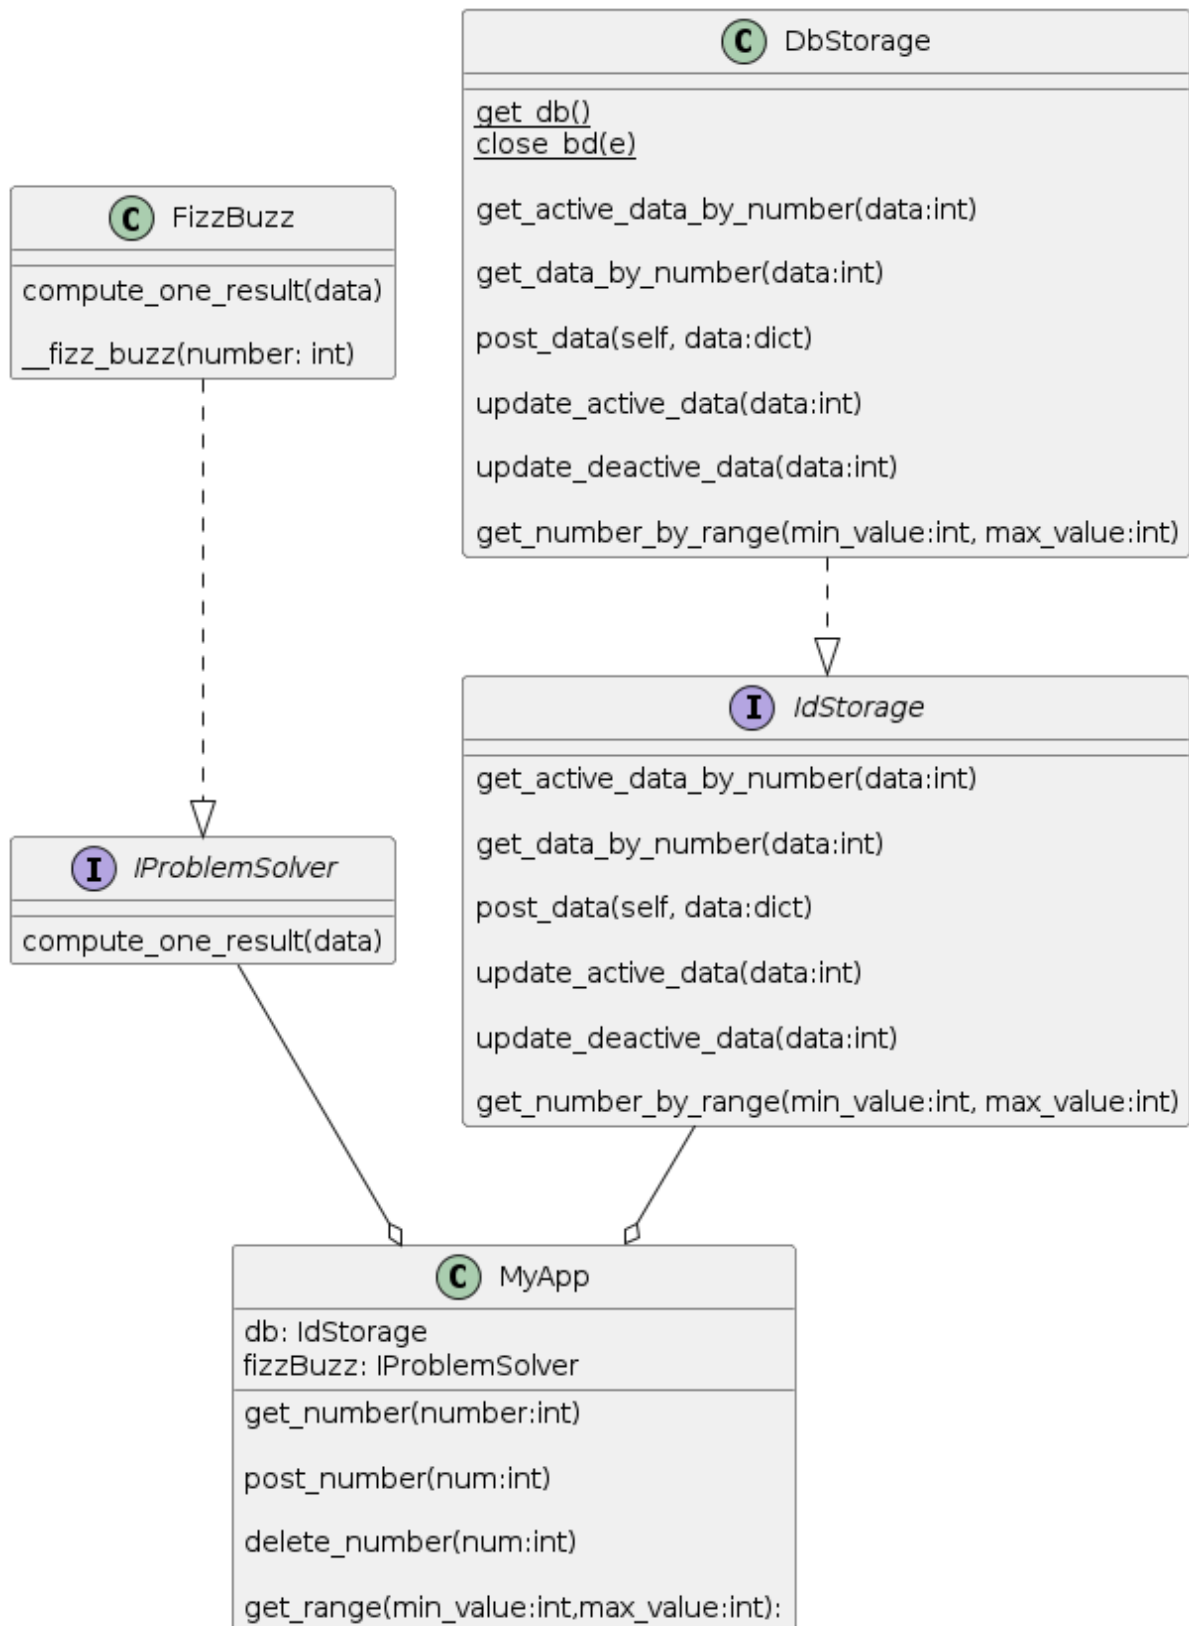 C DbStorage
get_db()
close_bd(e)
get_active_data_by_number(data:int)
get_data_by_number(data:int)
post_data(self, data:dict)
update_active_data(data:int)
update_deactive_data(data:int)
get_number_by_range(min_value:int, max_value:int)
C FizzBuzz
compute_one_result(data)
__fizz_buzz(number: int)
I IdStorage
get_active_data_by_number(data:int)
get_data_by_number(data:int)
post_data(self, data:dict)
update_active_data(data:int)
update_deactive_data(data:int)
get_number_by_range(min_value:int, max_value:int)
I IProblemSolver
compute_one_result(data)
C MyApp
db: IdStorage
fizzBuzz: IProblemSolver
get_number(number:int)
post_number(num:int)
delete_number(num:int)
get_range(min_value:int,max_value:int):